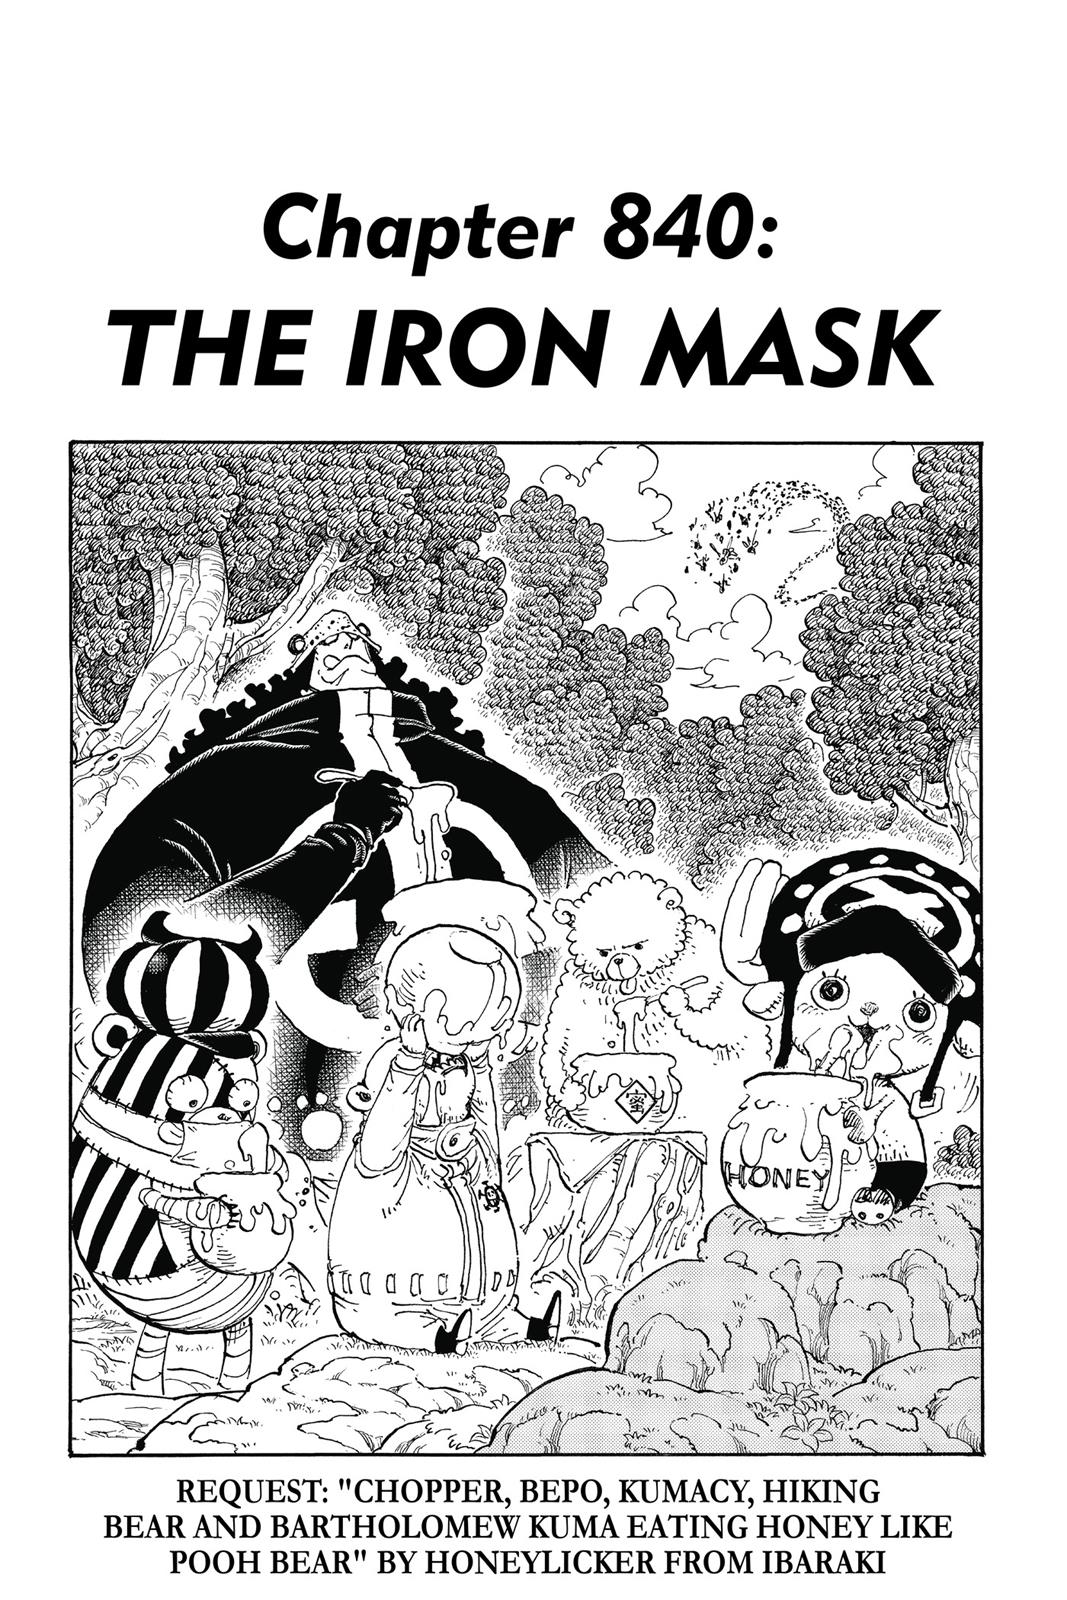 Chapter 840:
THE IRON MASK
蜜
HONEY
REQUEST: "CHOPPER, BEPO, KUMACY, HIKING
BEAR AND BARTHOLOMEW KUMA EATING HONEY LIKE
POOH BEAR" BY HONEYLICKER FROM IBARAKI